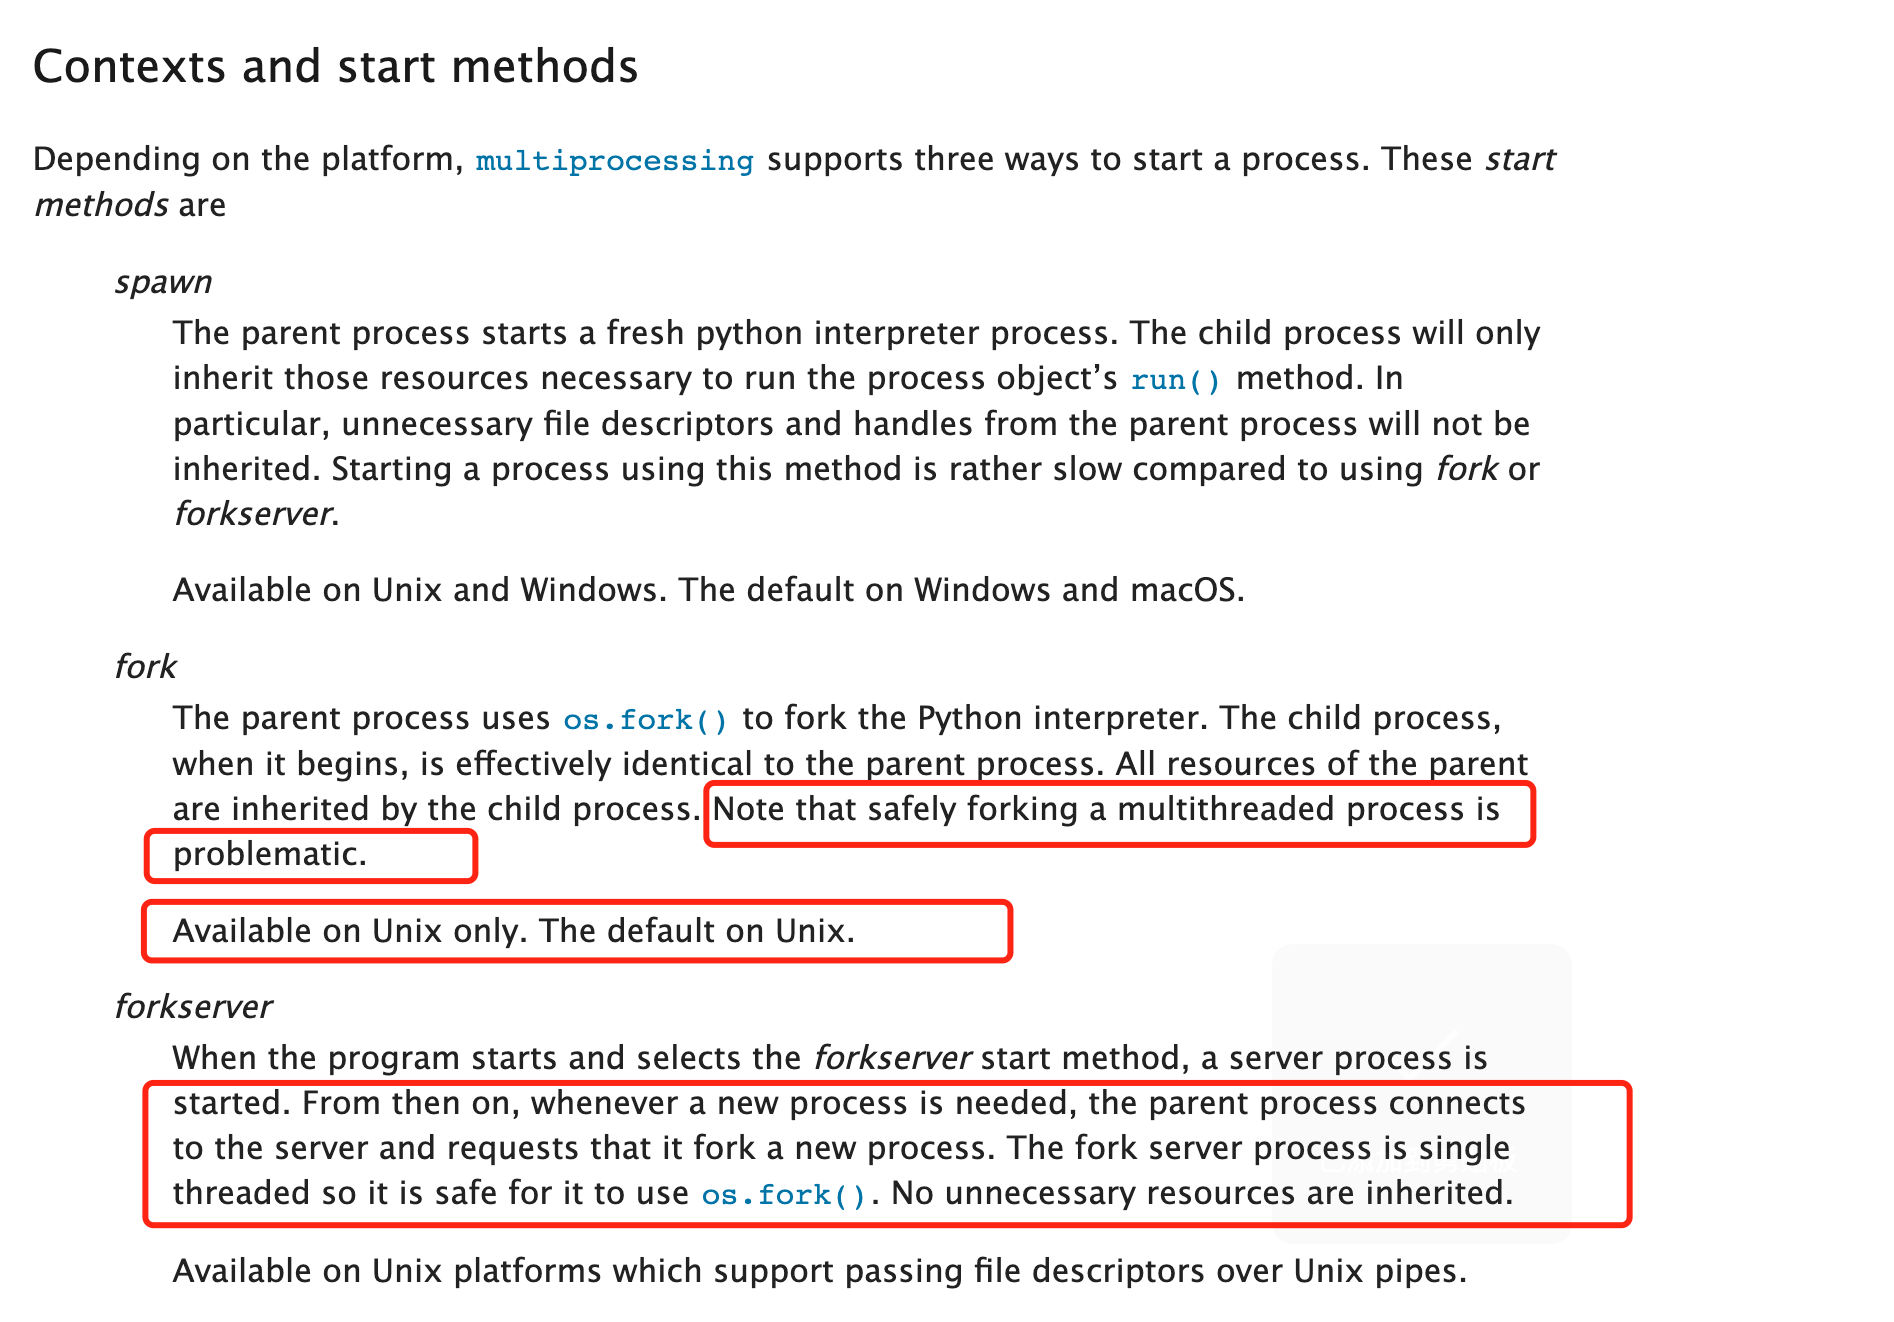 Contexts and start methods
Depending on the platform, multiprocessing supports three ways to start a process. These start
methods are
spawn
The parent process starts a fresh python interpreter process. The child process will only
inherit those resources necessary to run the process object’s run() method. In
particular, unnecessary file descriptors and handles from the parent process will not be
inherited. Starting a process using this method is rather slow compared to using fork or
forkserver.
Available on Unix and Windows. The default on Windows and macOS.
fork
The parent process uses os.fork() to fork the Python interpreter. The child process,
when it begins, is effectively identical to the parent process. All resources of the parent
are inherited by the child process. Note that safely forking a multithreaded process is
problematic.
Available on Unix only. The default on Unix.
forkserver
When the program starts and selects the forkserver start method, a server process is
started. From then on, whenever a new process is needed, the parent process connects
to the server and requests that it fork a new process. The fork server process is single
threaded so it is safe for it to use os.fork(). No unnecessary resources are inherited.
Available on Unix platforms which support passing file descriptors over Unix pipes.